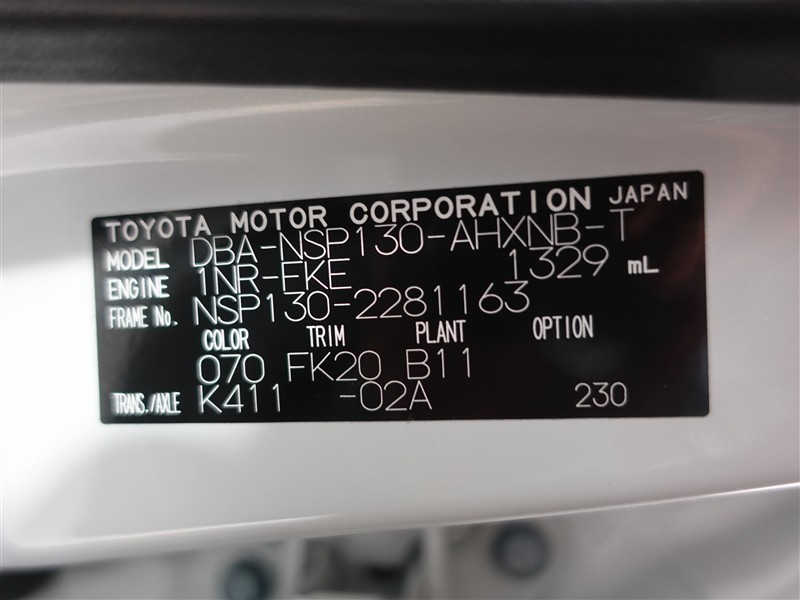 TOYOTA MOTOR CORPORATION JAPAN
MODEL DBA-NSP130-AHXNB-T
ENGINE 1NR-FKE 1329 mL
FRAME No. NSP130-2281163
COLOR TRIM PLANT OPTION
070 FK20 B11
TRANS./AXLE K411 -02A 230